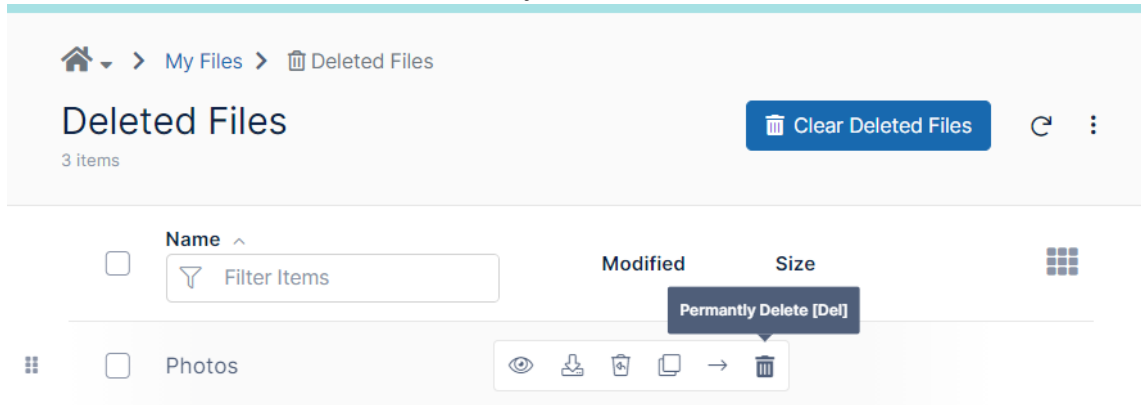 My Files > Deleted Files
Deleted Files
Clear Deleted Files
3 items
Name
Filter Items
Modified
Size
Permantly Delete [Del]
Photos